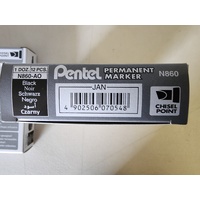 1 DOZ. 12 PCS.
N860-AO
Black
Noir
Schwarz
Negro
Czarny
Pentel PERMANENT
MARKER
N860
JAN
4 902506 070548
CHISEL
POINT